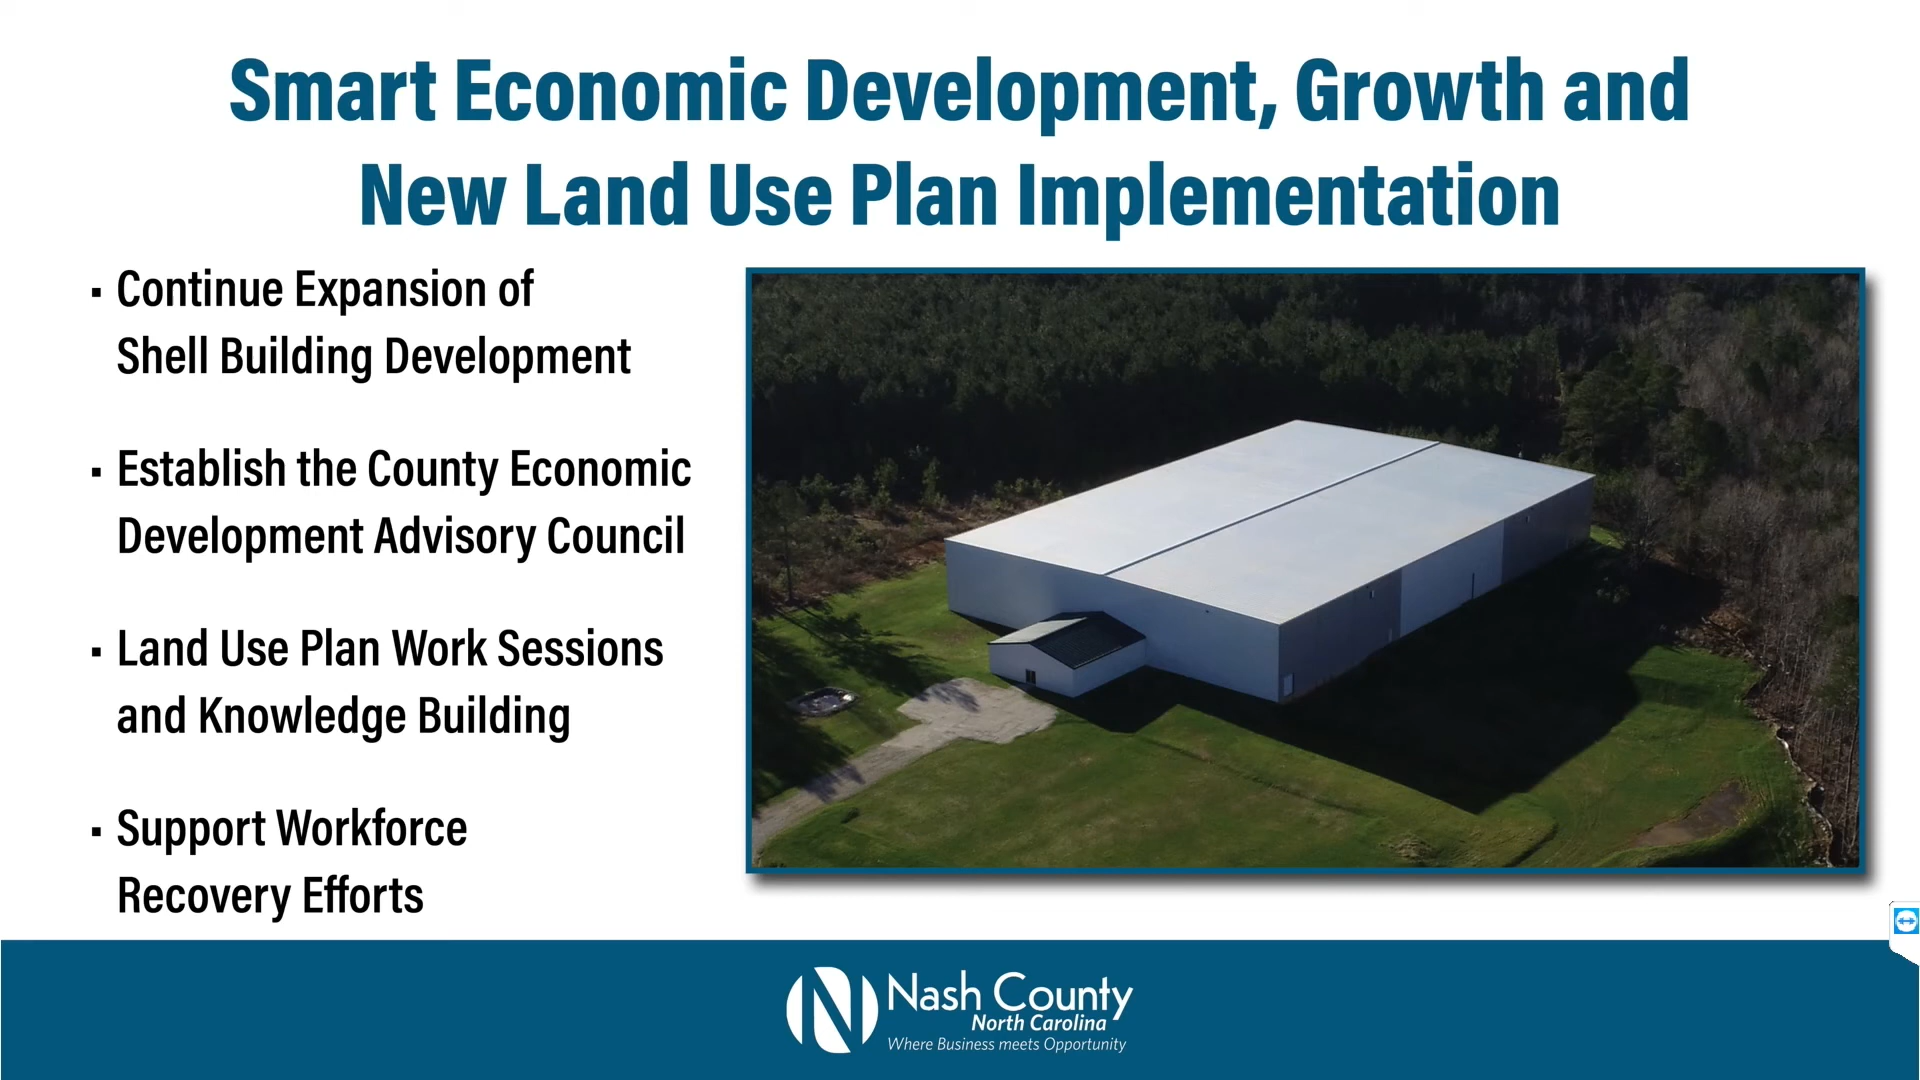 Smart Economic Development, Growth and
New Land Use Plan Implementation
▪ Continue Expansion of
Shell Building Development
▪ Establish the County Economic
Development Advisory Council
▪ Land Use Plan Work Sessions
and Knowledge Building
▪ Support Workforce
Recovery Efforts
N Nash County
North Carolina
Where Business meets Opportunity